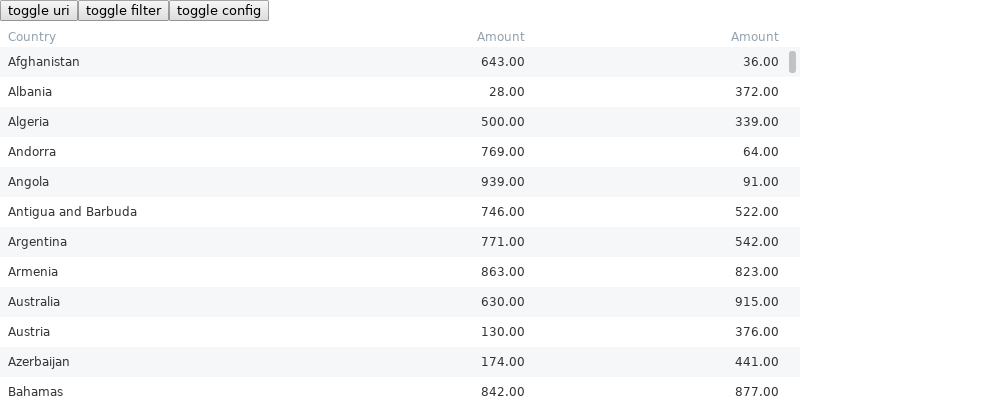 toggle uri toggle filter toggle config
Country Amount Amount
Afghanistan 643.00 36.00
Albania 28.00 372.00
Algeria 500.00 339.00
Andorra 769.00 64.00
Angola 939.00 91.00
Antigua and Barbuda 746.00 522.00
Argentina 771.00 542.00
Armenia 863.00 823.00
Australia 630.00 915.00
Austria 130.00 376.00
Azerbaijan 174.00 441.00
Bahamas 842.00 877.00